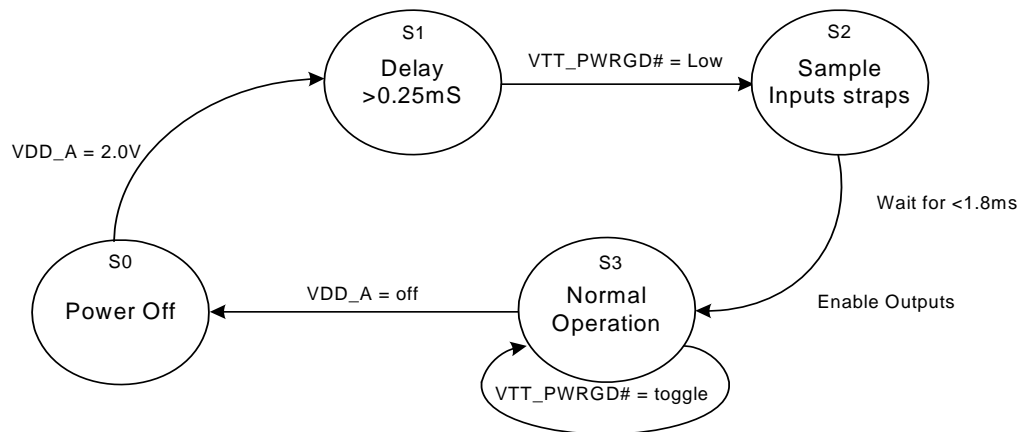 S1
Delay
>0.25mS
VTT_PWRGD# = Low
S2
Sample
Inputs straps
VDD_A = 2.0V
Wait for <1.8ms
S0
Power Off
VDD_A = off
S3
Normal
Operation
Enable Outputs
VTT_PWRGD# = toggle